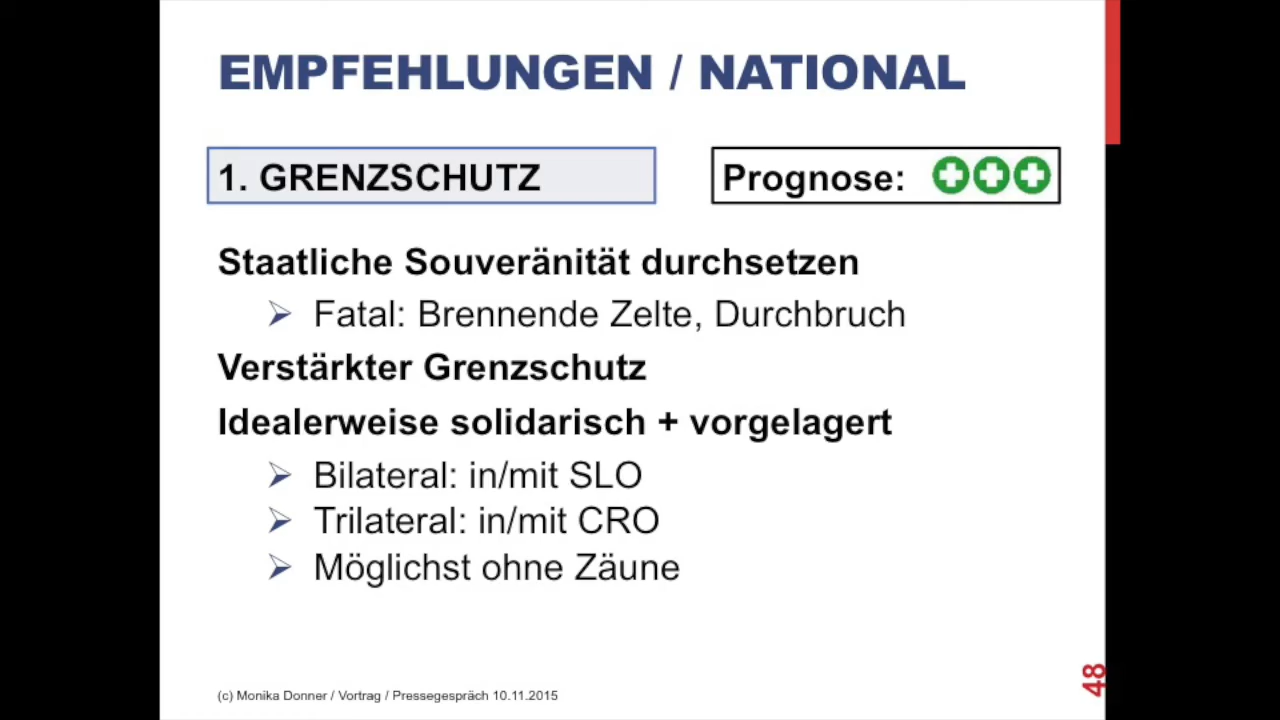 EMPFEHLUNGEN / NATIONAL
1. GRENZSCHUTZ
Prognose:
Staatliche Souveränität durchsetzen
Fatal: Brennende Zelte, Durchbruch
Verstärkter Grenzschutz
Idealerweise solidarisch + vorgelagert
Bilateral: in/mit SLO
Trilateral: in/mit CRO
Möglichst ohne Zäune
(c) Monika Donner / Vortrag / Pressegespräch 10.11.2015
48